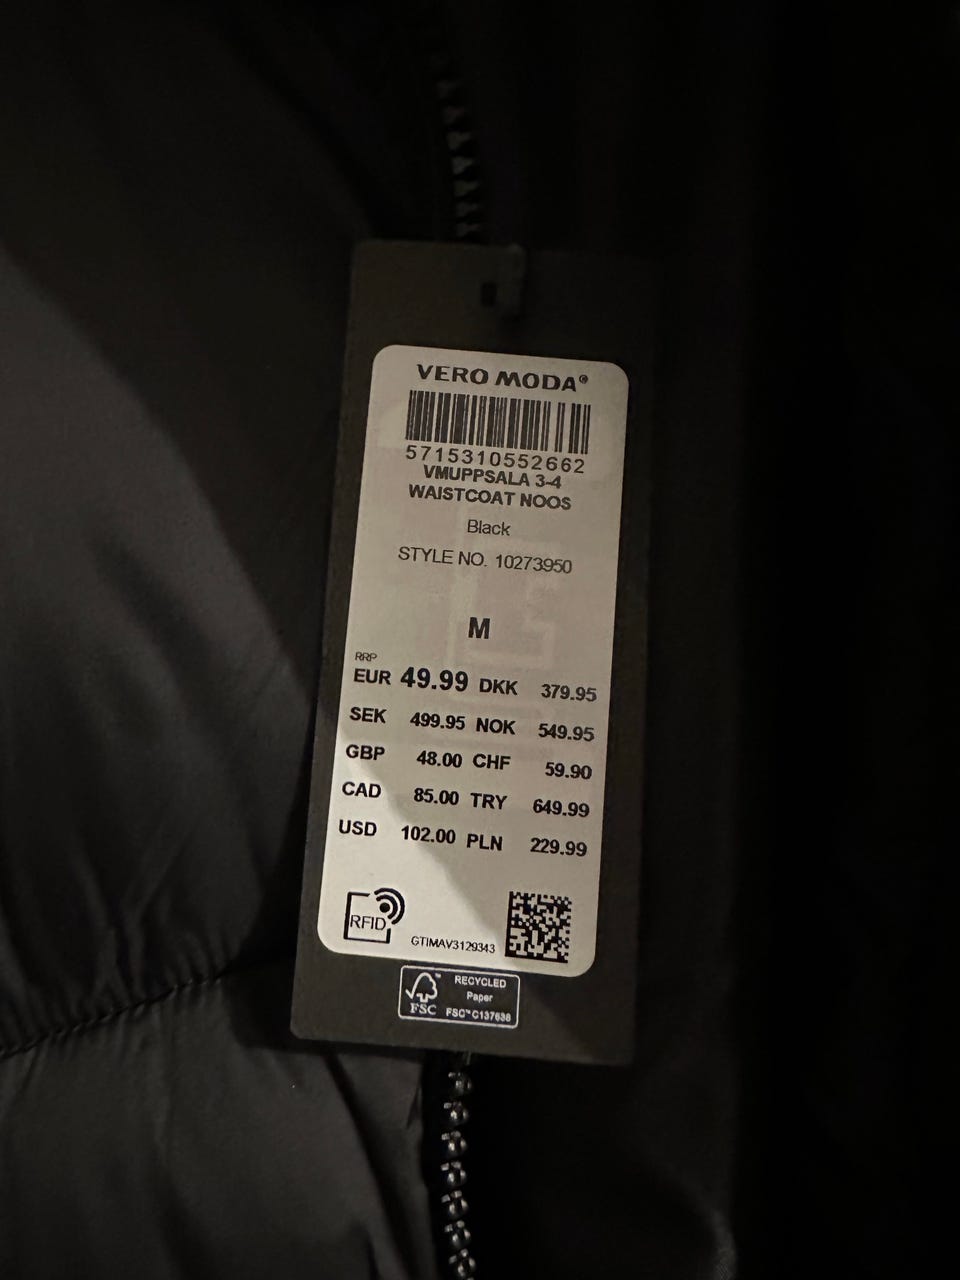 VERO MODA®
5715310552662
VMUPPSALA 3-4
WAISTCOAT NOOS
Black
STYLE NO. 10273950
M
RRP
EUR 49.99 DKK 379.95
SEK 499.95 NOK 549.95
GBP 48.00 CHF 59.90
CAD 85.00 TRY 649.99
USD 102.00 PLN 229.99
RFID
GTIMAV3129343
FSC™
RECYCLED
Paper
FSC™ C137638